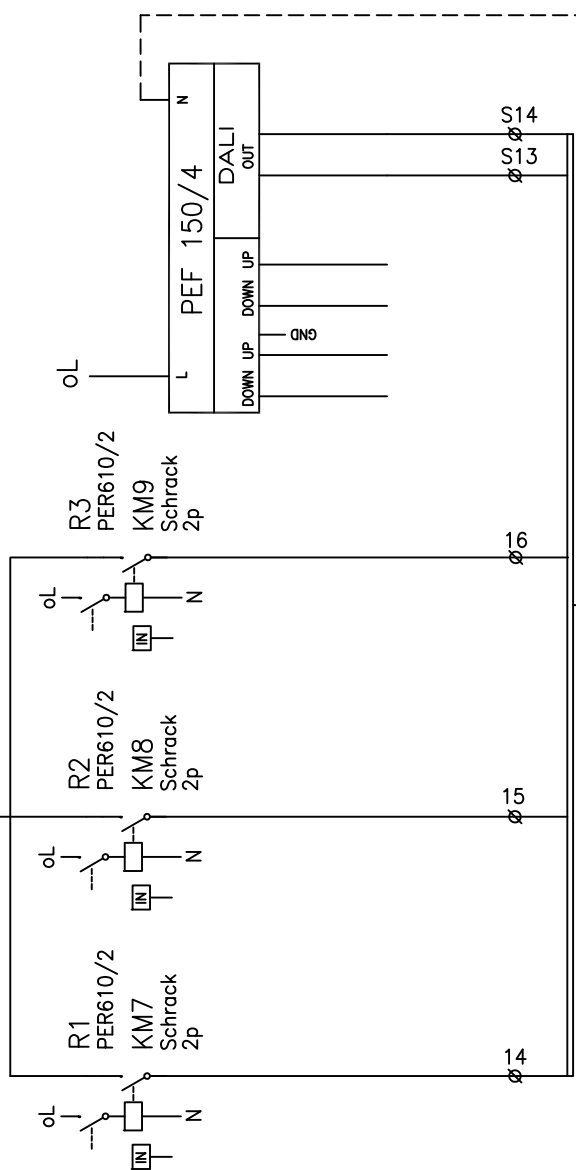 N
PEF 150/4
L
DALI
OUT
DOWN UP
DOWN UP
GND
oL
S14
S13
R3
PER610/2
KM9
Schrack
2p
oL
N
IN
16
R2
PER610/2
KM8
Schrack
2p
oL
N
IN
15
R1
PER610/2
KM7
Schrack
2p
oL
N
IN
14